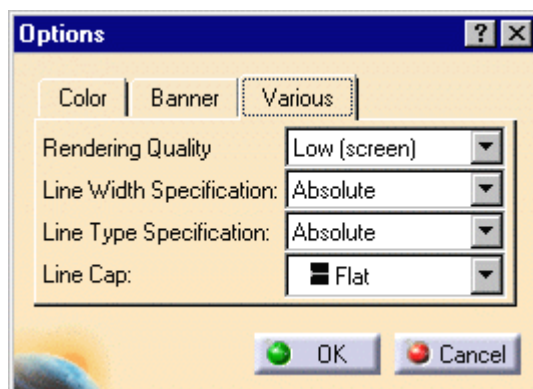 Options ? X
Color Banner Various
Rendering Quality Low (screen)
Line Width Specification: Absolute
Line Type Specification: Absolute
Line Cap: Flat
OK Cancel